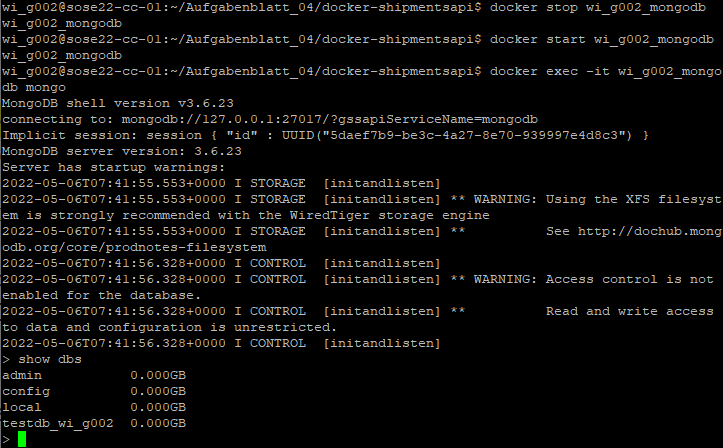 wi_g002@sose22-cc-01:~/Aufgabenblatt_04/docker-shipmentsapi$ docker stop wi_g002_mongodb
wi_g002_mongodb
wi_g002@sose22-cc-01:~/Aufgabenblatt_04/docker-shipmentsapi$ docker start wi_g002_mongodb
wi_g002_mongodb
wi_g002@sose22-cc-01:~/Aufgabenblatt_04/docker-shipmentsapi$ docker exec -it wi_g002_mongo
db mongo
MongoDB shell version v3.6.23
connecting to: mongodb://127.0.0.1:27017/?gssapiServiceName=mongodb
Implicit session: session { "id" : UUID("5daef7b9-be3c-4a27-8e70-939997e4d8c3") }
MongoDB server version: 3.6.23
Server has startup warnings:
2022-05-06T07:41:55.553+0000 I STORAGE  [initandlisten]
2022-05-06T07:41:55.553+0000 I STORAGE  [initandlisten] ** WARNING: Using the XFS filesyst
em is strongly recommended with the WiredTiger storage engine
2022-05-06T07:41:55.553+0000 I STORAGE  [initandlisten] **          See http://dochub.mong
odb.org/core/prodnotes-filesystem
2022-05-06T07:41:56.328+0000 I CONTROL  [initandlisten]
2022-05-06T07:41:56.328+0000 I CONTROL  [initandlisten] ** WARNING: Access control is not
enabled for the database.
2022-05-06T07:41:56.328+0000 I CONTROL  [initandlisten] **          Read and write access
to data and configuration is unrestricted.
2022-05-06T07:41:56.328+0000 I CONTROL  [initandlisten]
> show dbs
admin           0.000GB
config          0.000GB
local           0.000GB
testdb_wi_g002  0.000GB
>